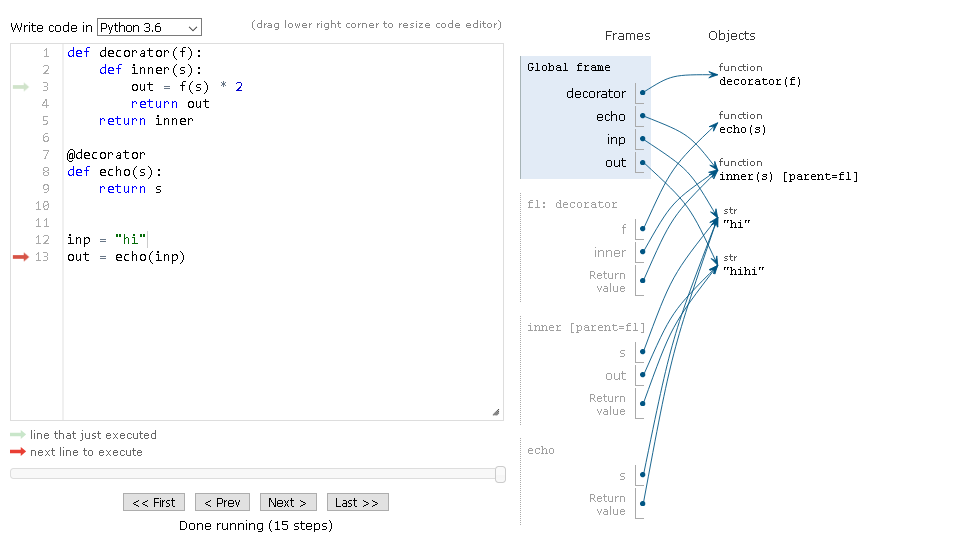 Write code in Python 3.6
(drag lower right corner to resize code editor)
1 def decorator(f):
2     def inner(s):
3         out = f(s) * 2
4         return out
5     return inner
6
7 @decorator
8 def echo(s):
9     return s
10
11
12 inp = "hi"
13 out = echo(inp)
line that just executed
next line to execute
<< First < Prev Next > Last >>
Done running (15 steps)
Frames Objects
Global frame
decorator
echo
inp
out
f1: decorator
f
inner
Return
value
inner [parent=f1]
s
out
Return
value
echo
s
Return
value
function
decorator(f)
function
echo(s)
function
inner(s) [parent=f1]
str
"hi"
str
"hihi"